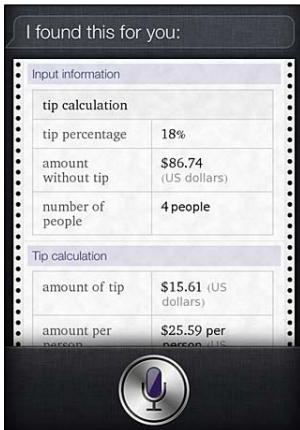 I found this for you:
Input information
tip calculation
tip percentage 18%
amount $86.74
without tip (US dollars)
number of 4 people
people
Tip calculation
amount of tip $15.61 (US
dollars)
amount per $25.59 per
person person (US